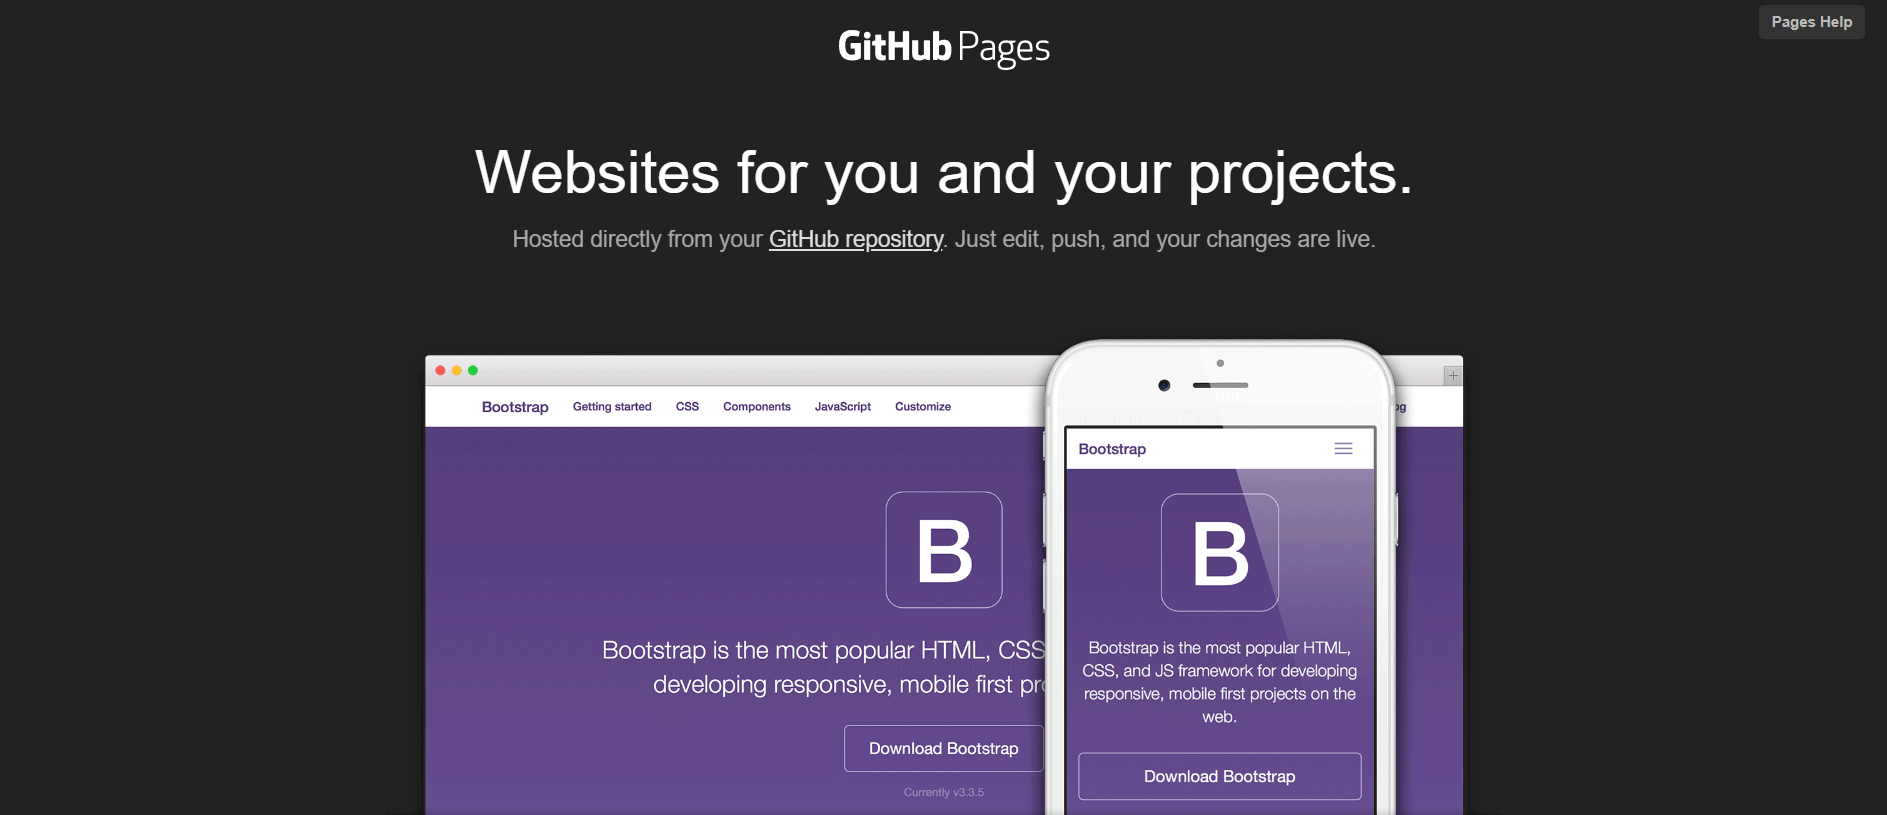 Pages Help
GitHub Pages
Websites for you and your projects.
Hosted directly from your GitHub repository. Just edit, push, and your changes are live.
Bootstrap Getting started CSS Components JavaScript Customize
Bootstrap
B
B
Bootstrap is the most popular HTML, CSS
developing responsive, mobile first
Download Bootstrap
Currently v3.3.5
Bootstrap is the most popular HTML,
CSS, and JS framework for developing
responsive, mobile first projects on the
web.
Download Bootstrap